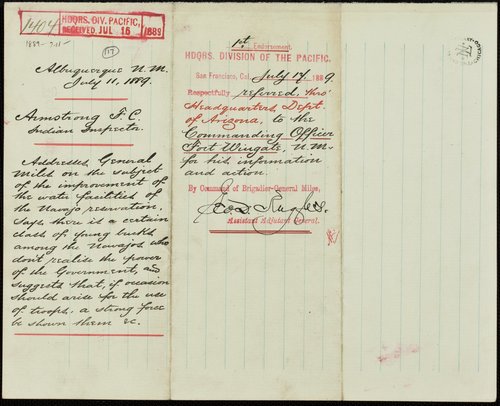 1404
HDQRS. DIV. PACIFIC,
RECEIVED JUL 16 1889
1889
(117)
Albuquerque N.M.
July 11, 1889.
Armstrong F. C.
Indian Inspector.
Addresses General
Miles on the subject
of the improvement of
the water facilities of
the Navajo reservation.
Says there is a certain
class of young bucks
among the Navajos who
don't realise the power
of the Government, and
suggests that, if occasion
should arise for the use
of troops, a strong force
be shown them &c.
1st Endorsement.
HDQRS. DIVISION OF THE PACIFIC.
San Francisco, Cal. July 17, 1889.
Respectfully referred, thro'
Headquarters, Dept.
of Arizona, to the
Commanding Officer
Fort Wingate, N.M.
for his information
and action.
By Command of Brigadier-General Miles,
Geo D. Ruggles.
Assistant Adjutant General.